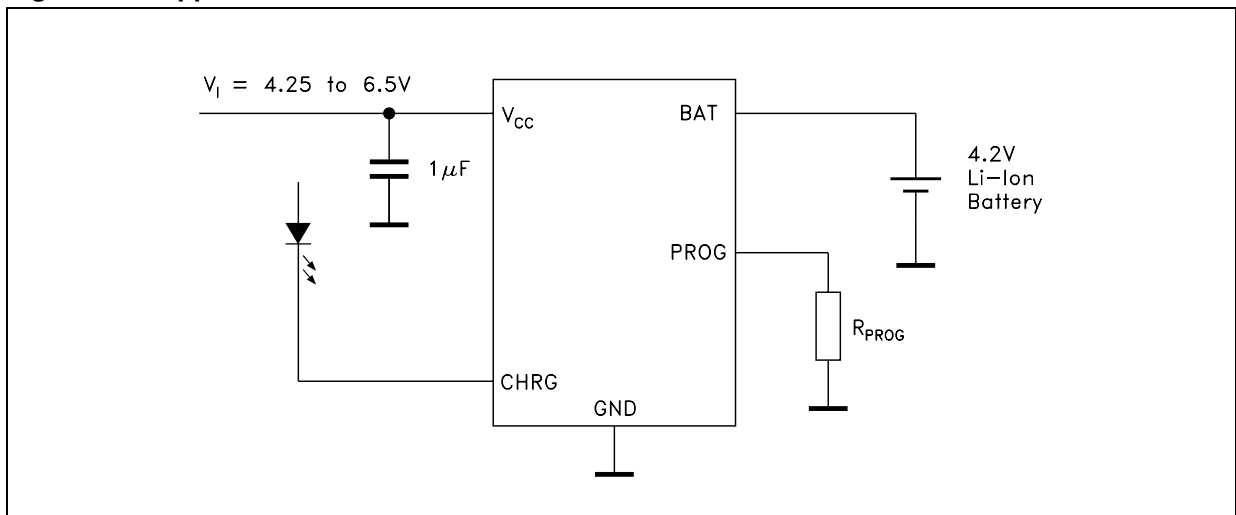 V_I = 4.25 to 6.5V
V_CC
BAT
1μF
4.2V
Li-Ion
Battery
PROG
R_PROG
CHRG
GND